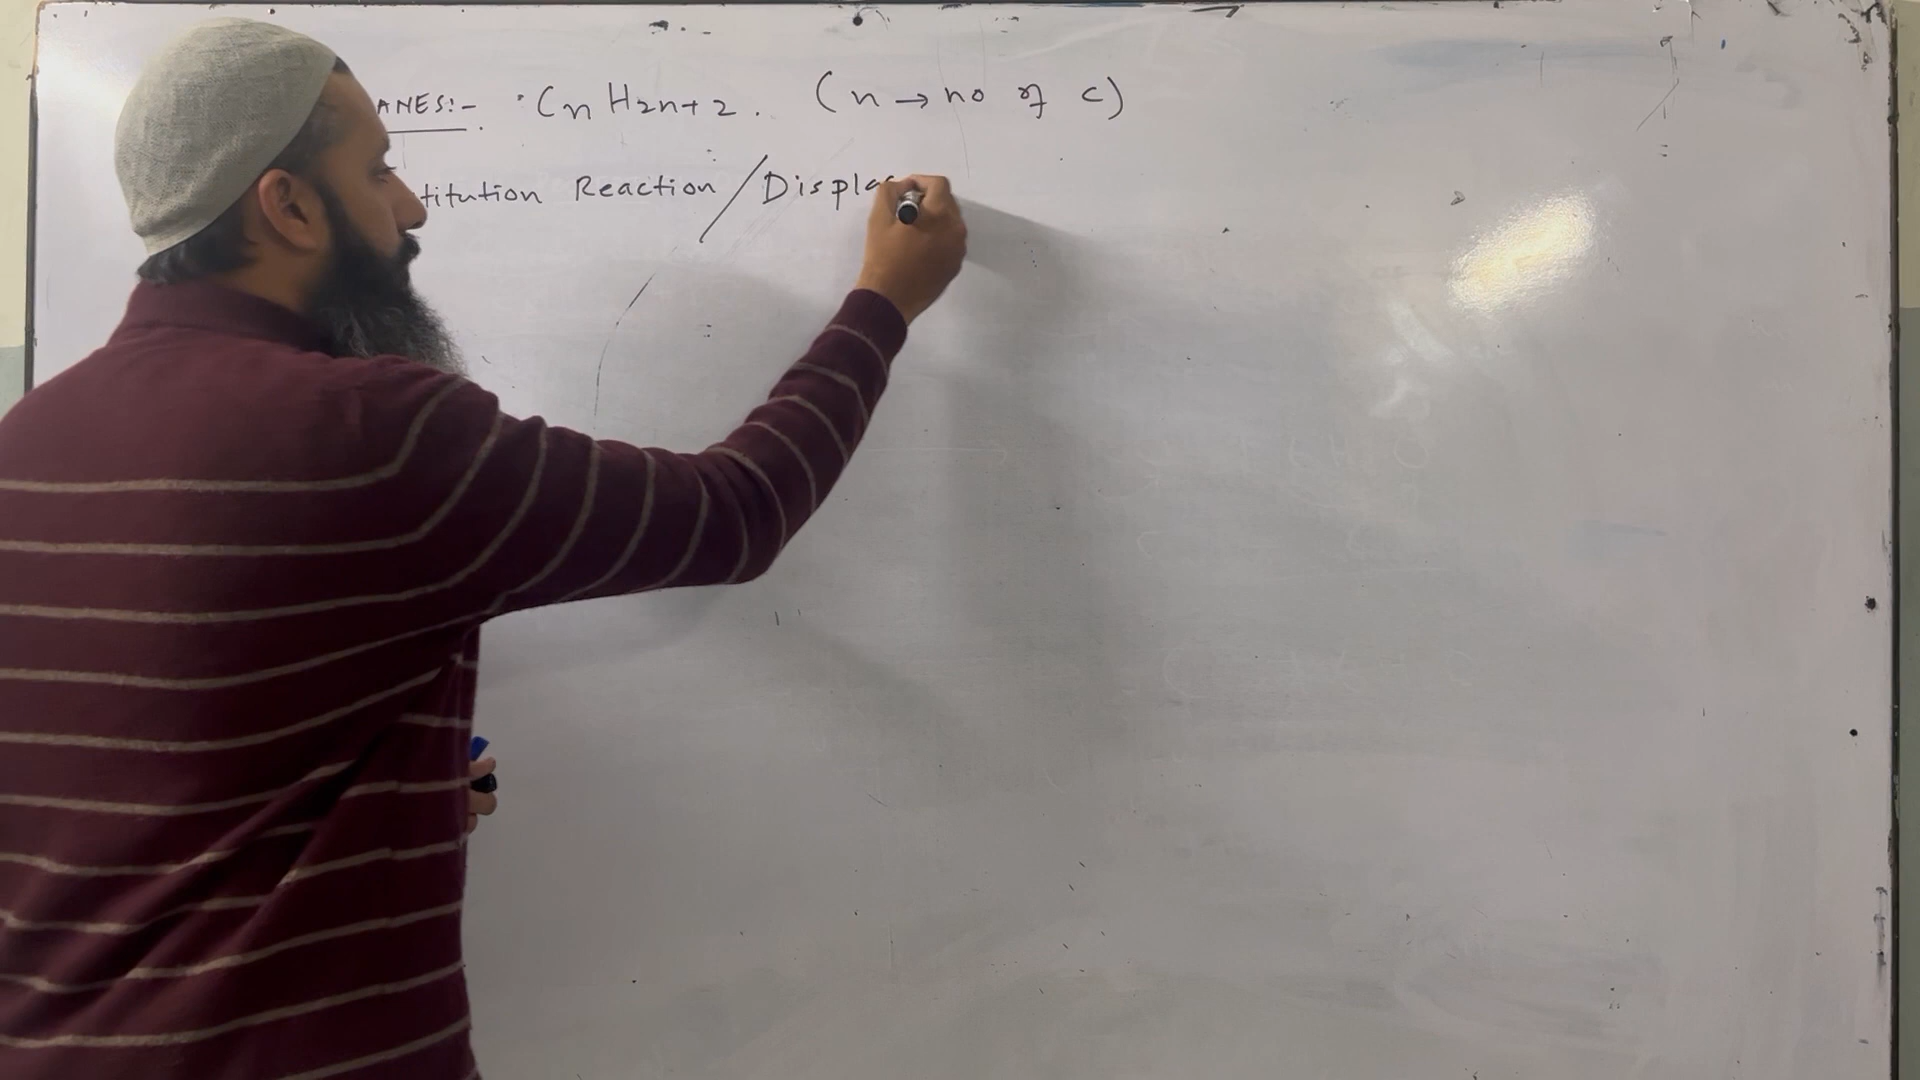 ANES:- CnH2n+2. (n → no of c)
titution Reaction / Displa